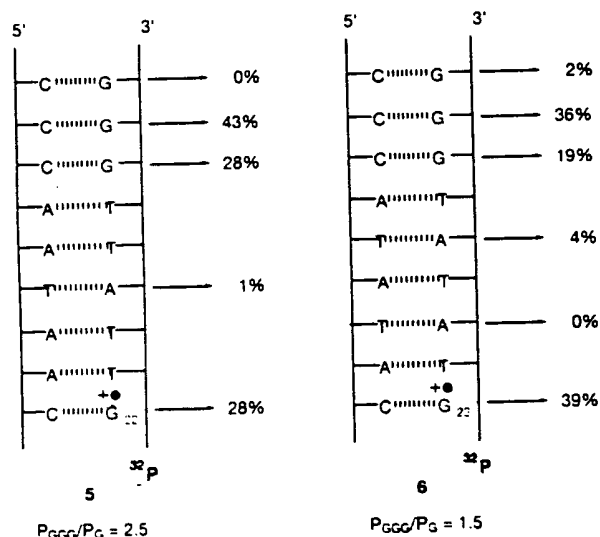 5' 3'
C G 0%
C G 43%
C G 28%
A T
A T
T A 1%
A T
A T
+●
C G 28%
32P
5
PGGG/PG = 2.5
5' 3'
C G 2%
C G 36%
C G 19%
A T
T A 4%
A T
T A 0%
A T
+●
C G23 39%
32P
6
PGGG/PG = 1.5